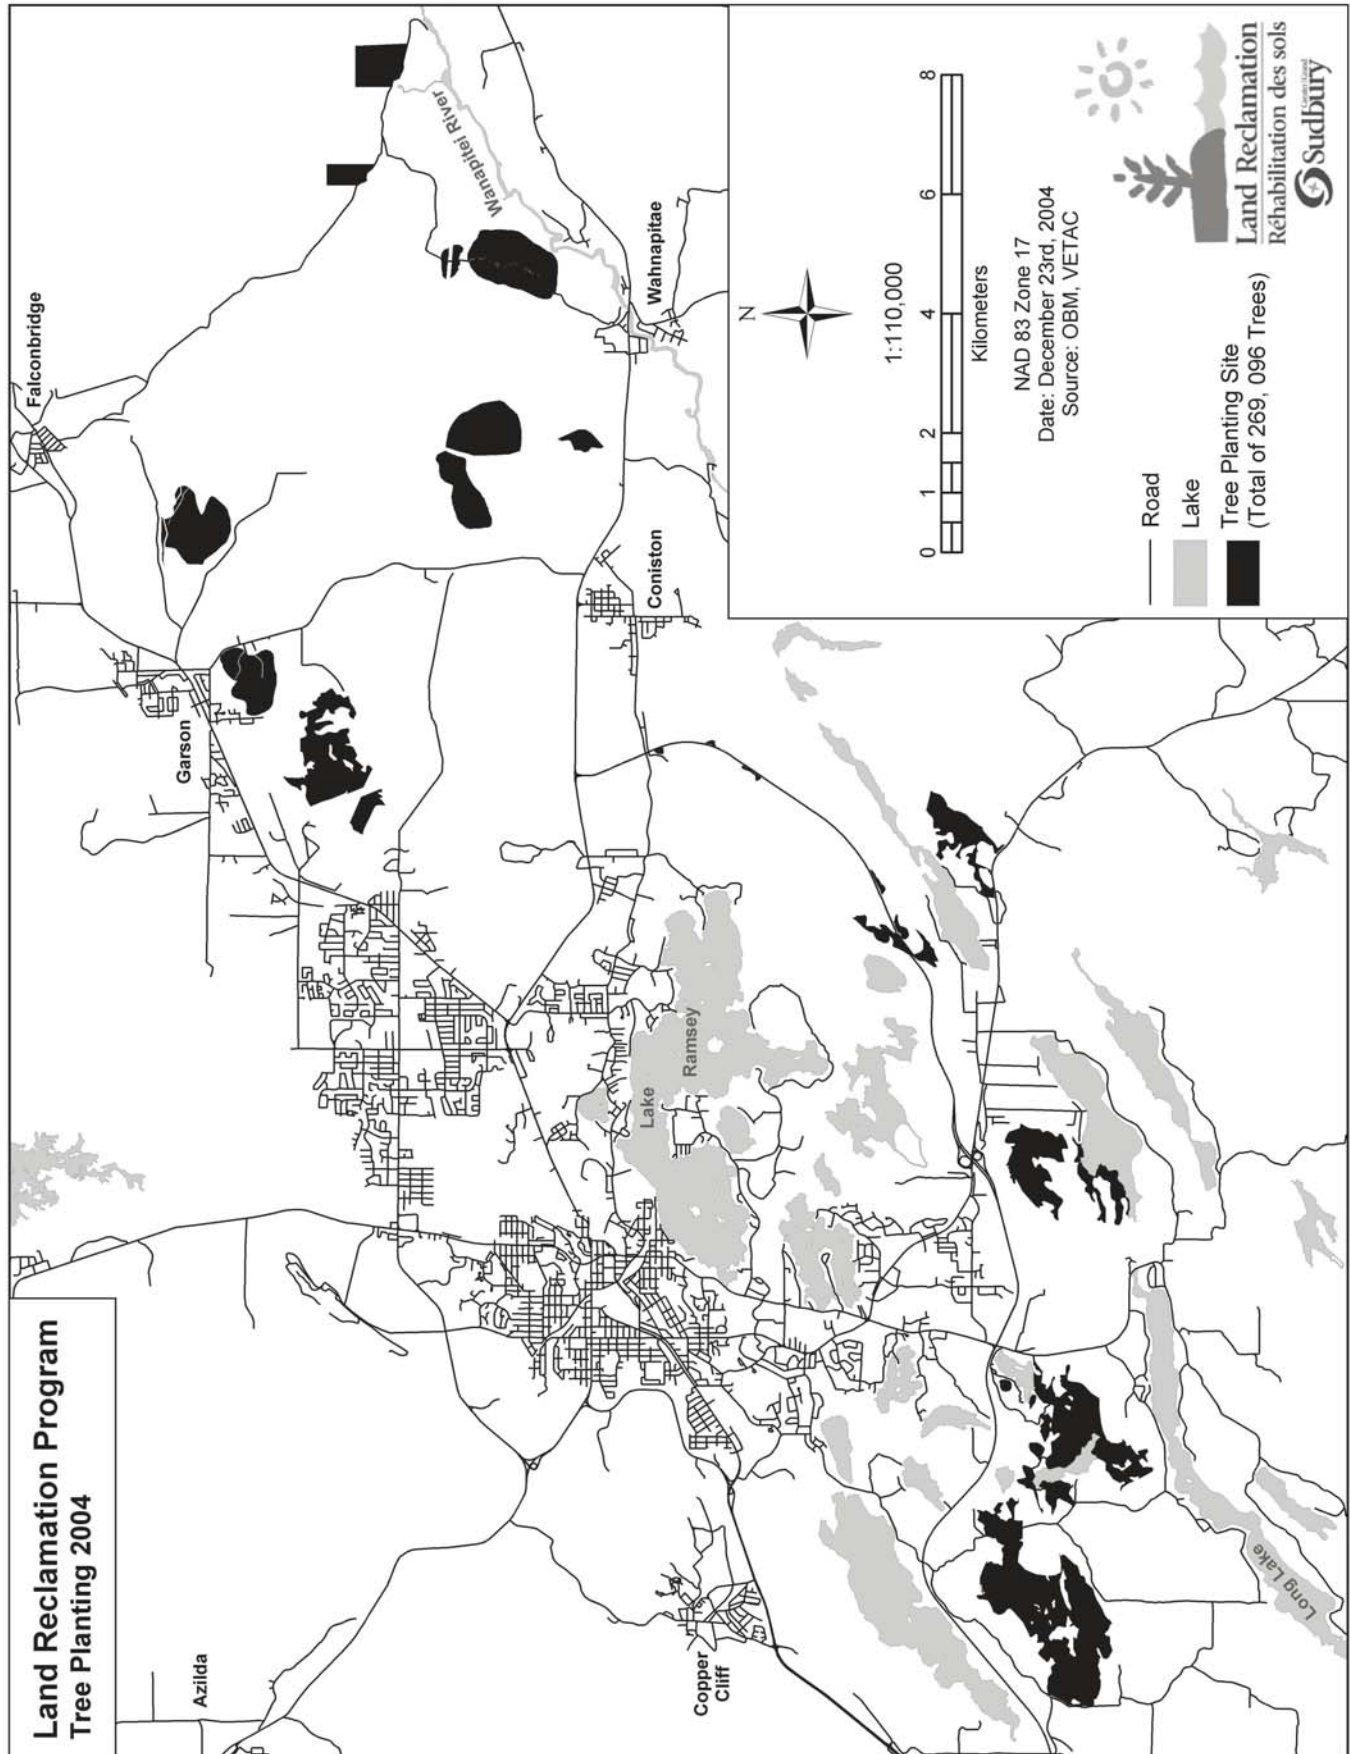 Land Reclamation Program
Tree Planting 2004
Azilda
Falconbridge
Garson
Wanapitei River
Wahnapitae
Coniston
Lake
Ramsey
Copper
Cliff
Long Lake
N
1:110,000
0 1 2 4 6 8
Kilometers
NAD 83 Zone 17
Date: December 23rd, 2004
Source: OBM, VETAC
Road
Lake
Tree Planting Site
(Total of 269, 096 Trees)
Land Reclamation
Réhabilitation des sols
Greater | Grand
Sudbury